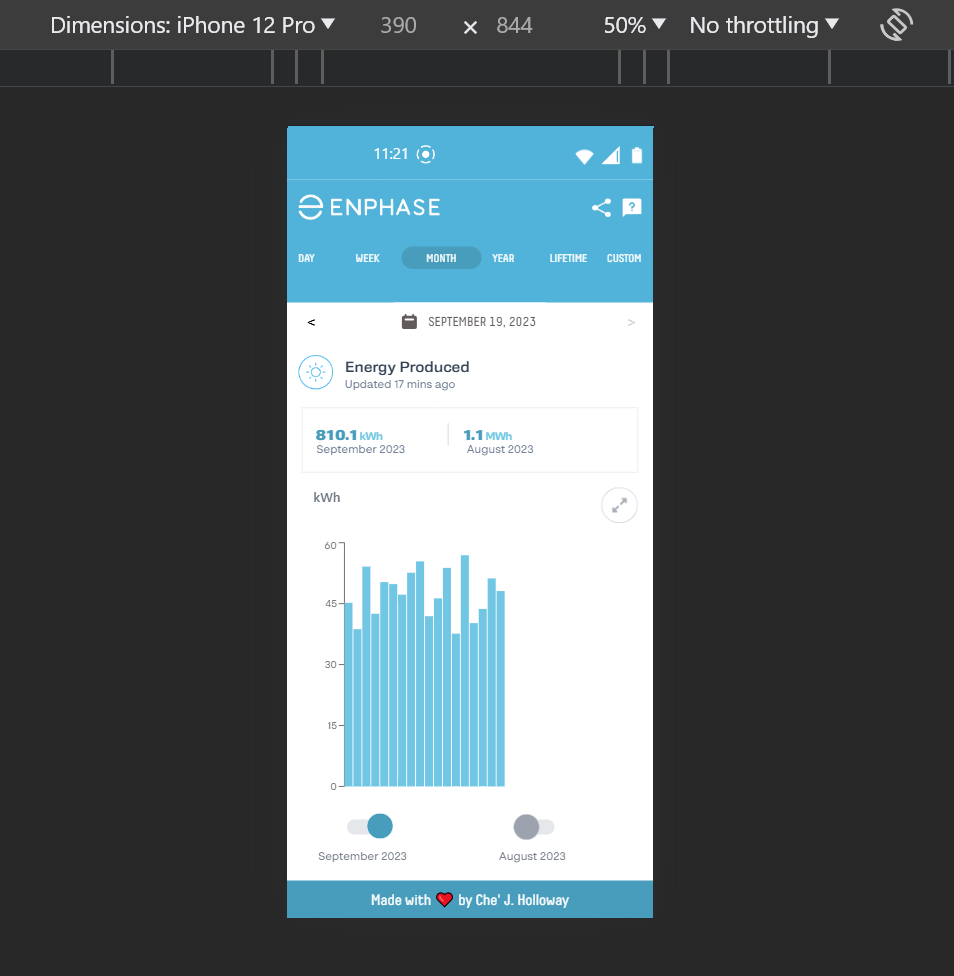 Dimensions: iPhone 12 Pro ▼ 390 × 844 50% ▼ No throttling ▼
11:21
ENPHASE
DAY WEEK MONTH YEAR LIFETIME CUSTOM
< SEPTEMBER 19, 2023 >
Energy Produced
Updated 17 mins ago
810.1 kWh 1.1 MWh
September 2023 August 2023
kWh
60
45
30
15
0
September 2023 August 2023
Made with ❤ by Che' J. Holloway